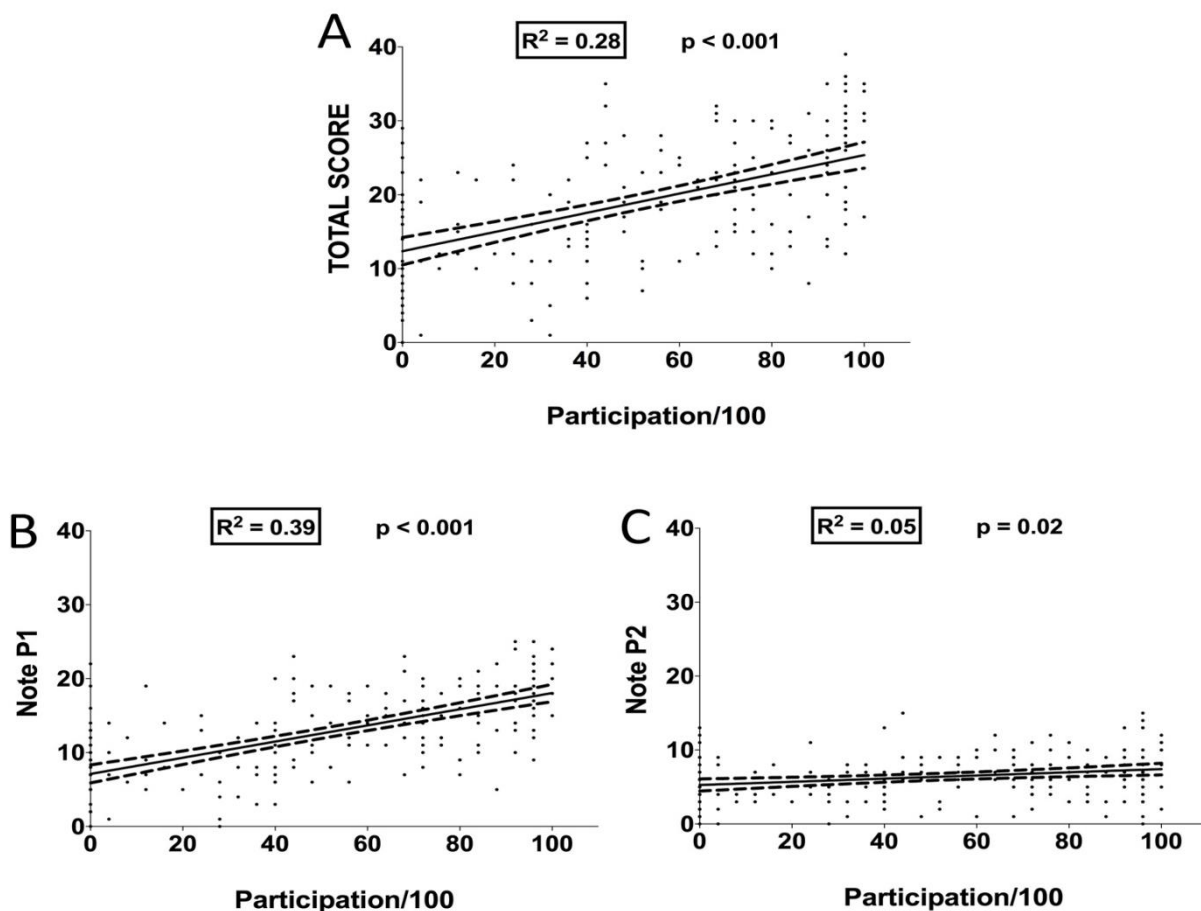 A
R² = 0.28 p < 0.001
TOTAL SCORE
40
30
20
10
0
0 20 40 60 80 100
Participation/100
B
R² = 0.39 p < 0.001
Note P1
40
30
20
10
0
0 20 40 60 80 100
Participation/100
C
R² = 0.05 p = 0.02
Note P2
40
30
20
10
0
0 20 40 60 80 100
Participation/100